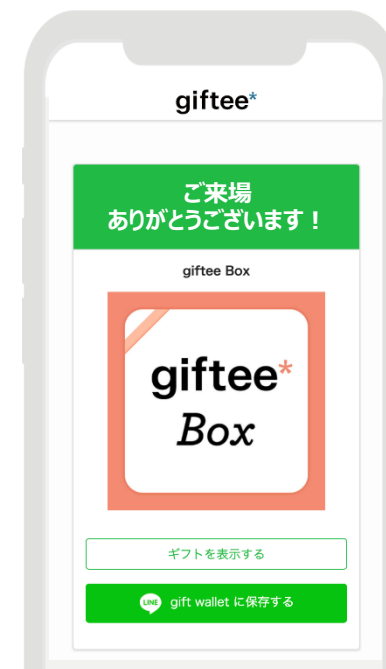 giftee*
ご来場
ありがとうございます！
giftee Box
giftee*
Box
ギフトを表示する
LINE gift wallet に保存する